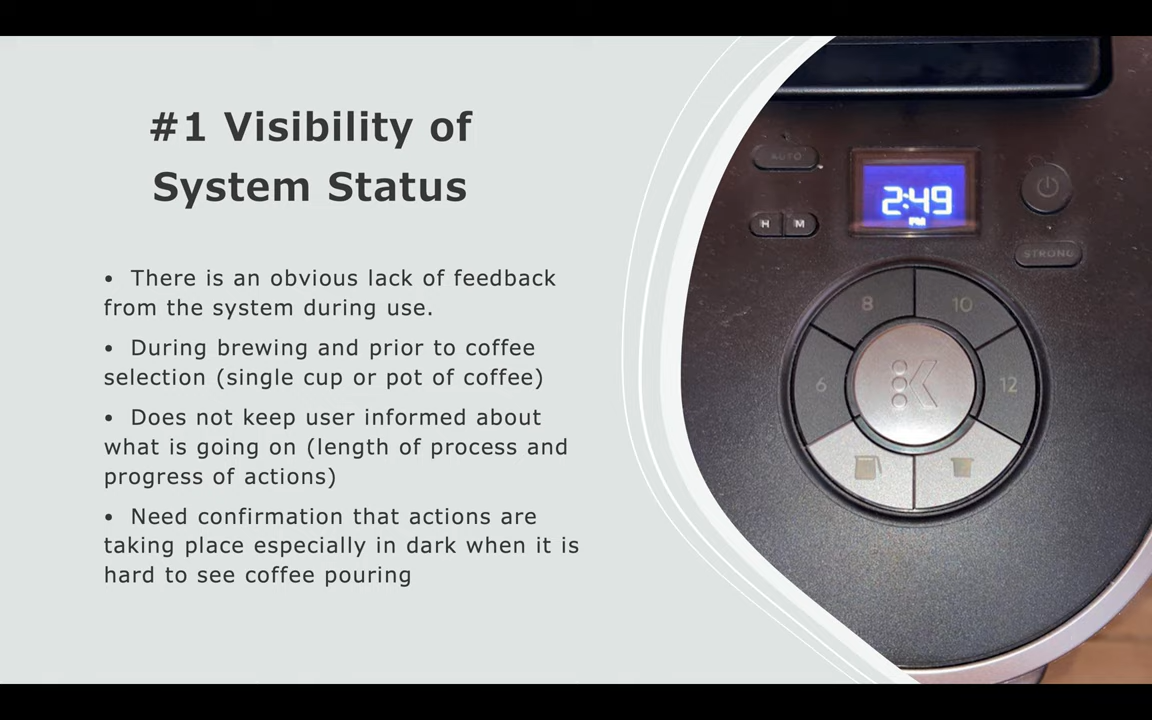 #1 Visibility of
System Status
• There is an obvious lack of feedback
from the system during use.
• During brewing and prior to coffee
selection (single cup or pot of coffee)
• Does not keep user informed about
what is going on (length of process and
progress of actions)
• Need confirmation that actions are
taking place especially in dark when it is
hard to see coffee pouring
AUTO
2:49
PM
H M
STRONG
8 10
6 K 12